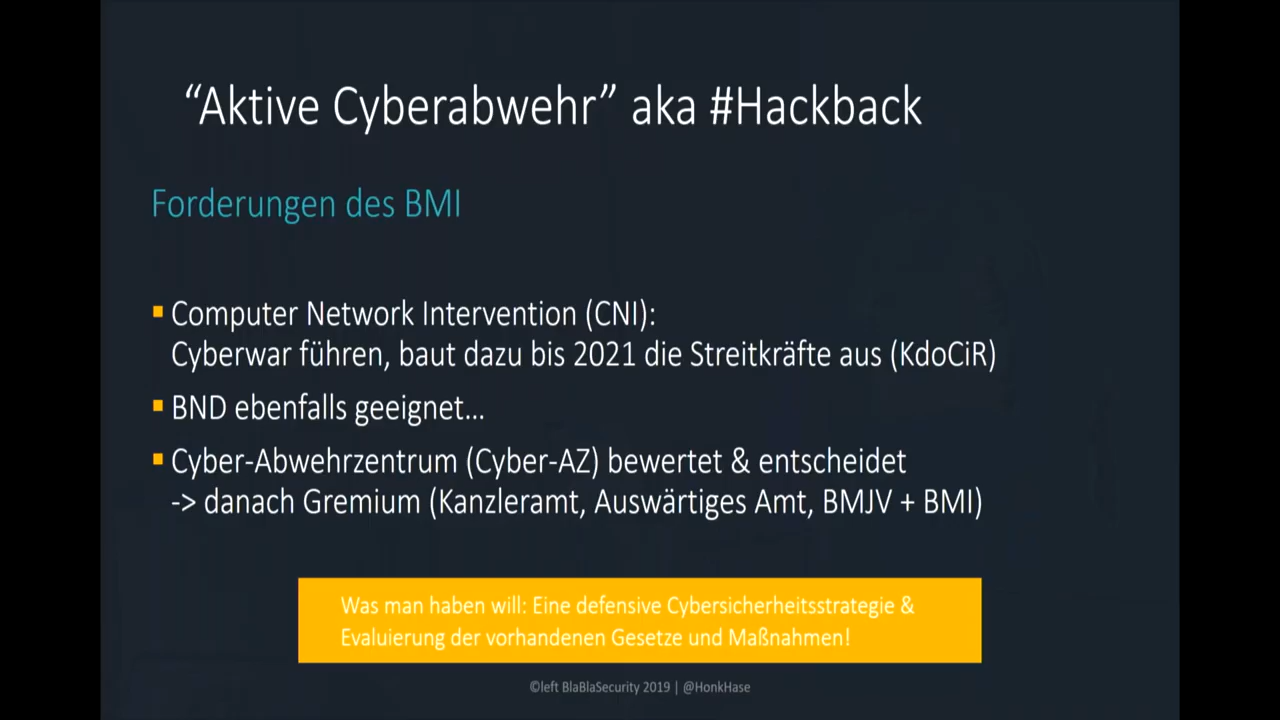 “Aktive Cyberabwehr” aka #Hackback
Forderungen des BMI
▪ Computer Network Intervention (CNI):
Cyberwar führen, baut dazu bis 2021 die Streitkräfte aus (KdoCiR)
▪ BND ebenfalls geeignet...
▪ Cyber-Abwehrzentrum (Cyber-AZ) bewertet & entscheidet
-> danach Gremium (Kanzleramt, Auswärtiges Amt, BMJV + BMI)
Was man haben will: Eine defensive Cybersicherheitsstrategie &
Evaluierung der vorhandenen Gesetze und Maßnahmen!
©left BlaBlaSecurity 2019 | @HonkHase